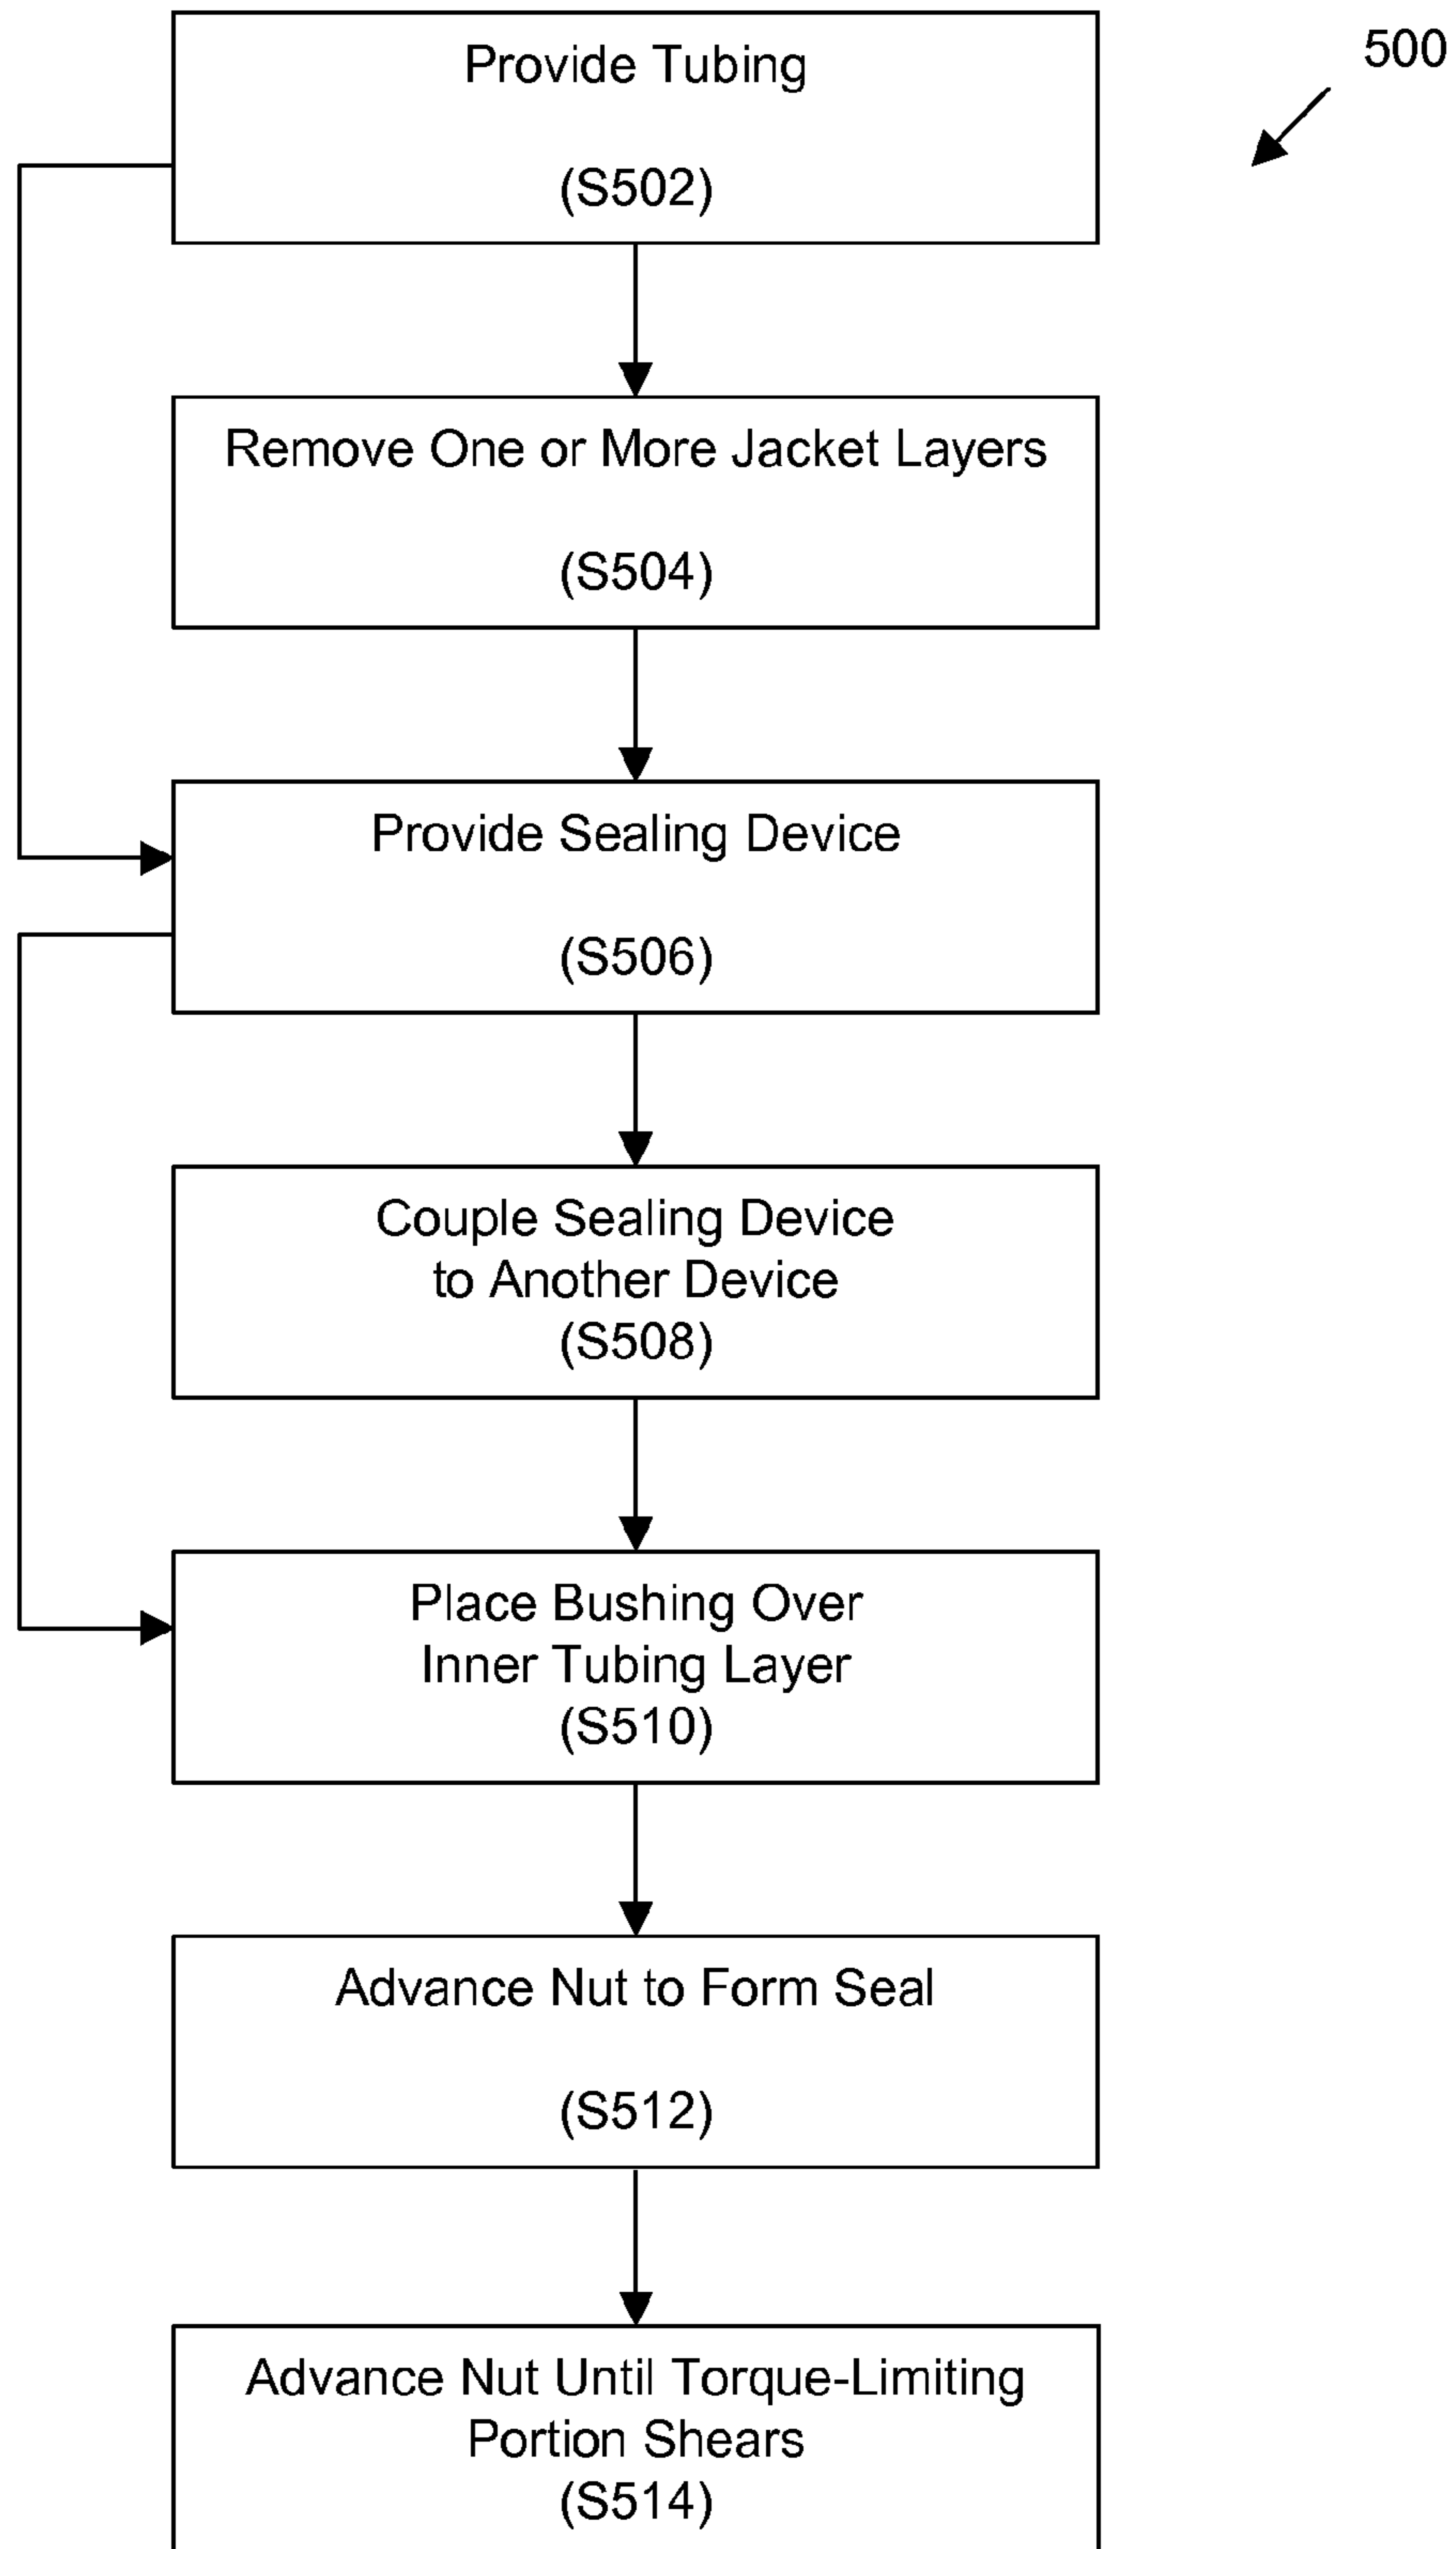 500
Provide Tubing
(S502)
Remove One or More Jacket Layers
(S504)
Provide Sealing Device
(S506)
Couple Sealing Device
to Another Device
(S508)
Place Bushing Over
Inner Tubing Layer
(S510)
Advance Nut to Form Seal
(S512)
Advance Nut Until Torque-Limiting
Portion Shears
(S514)